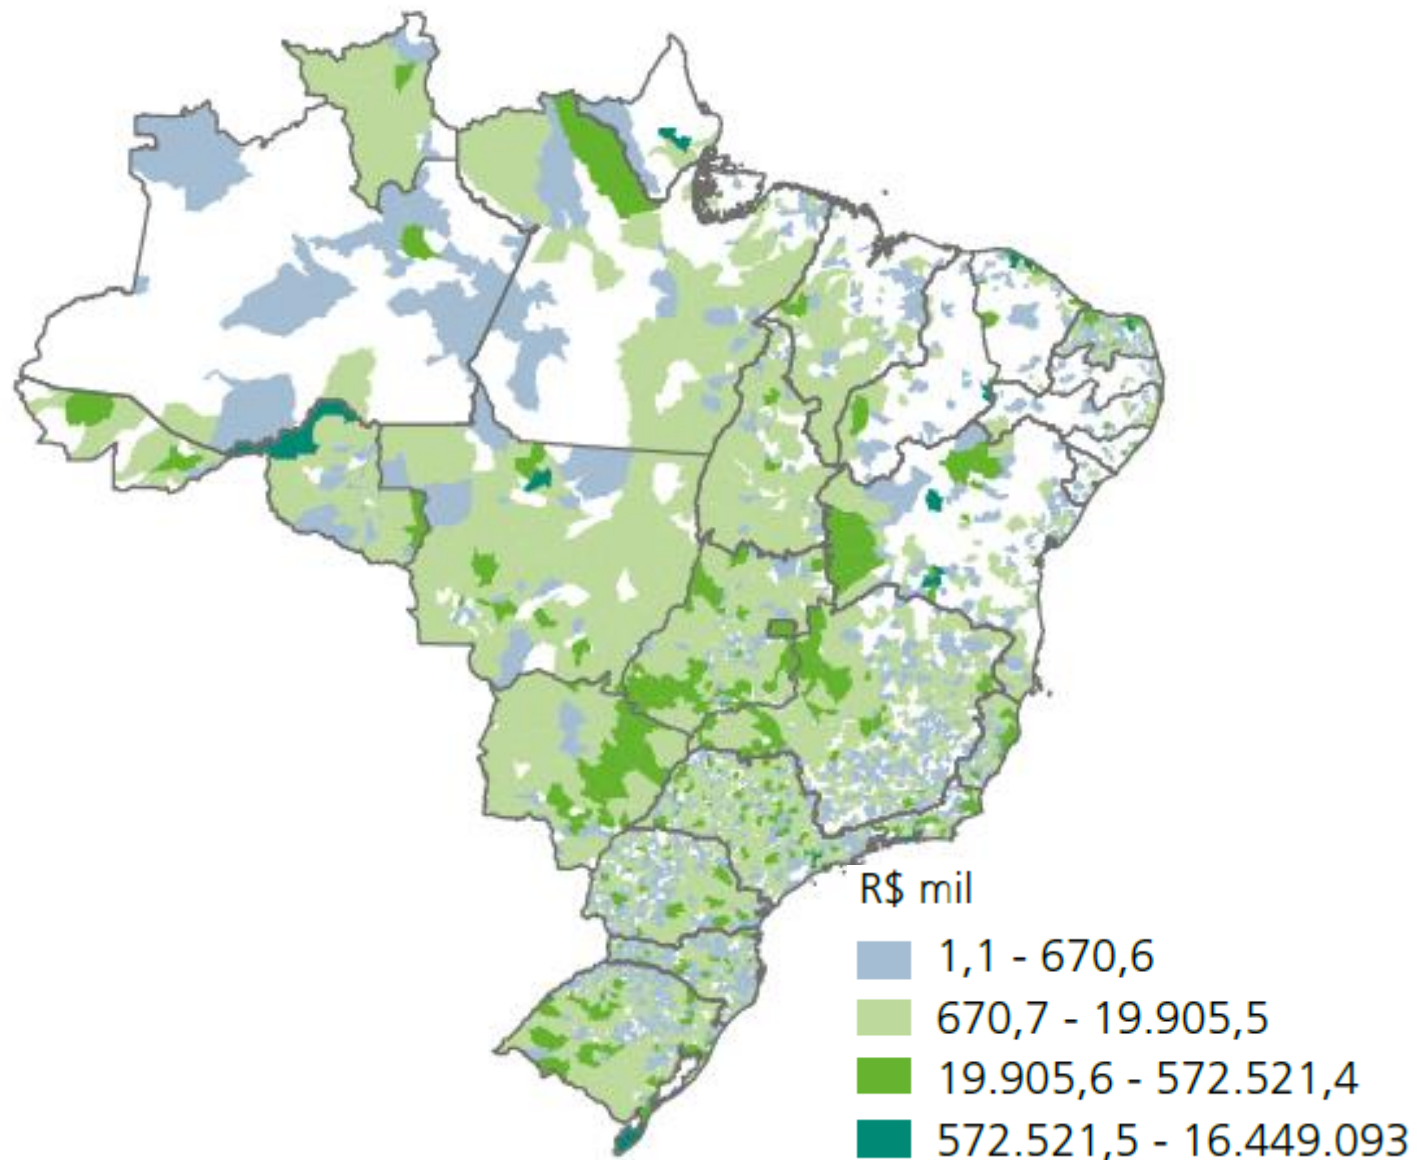 R$ mil
1,1 - 670,6
670,7 - 19.905,5
19.905,6 - 572.521,4
572.521,5 - 16.449.093